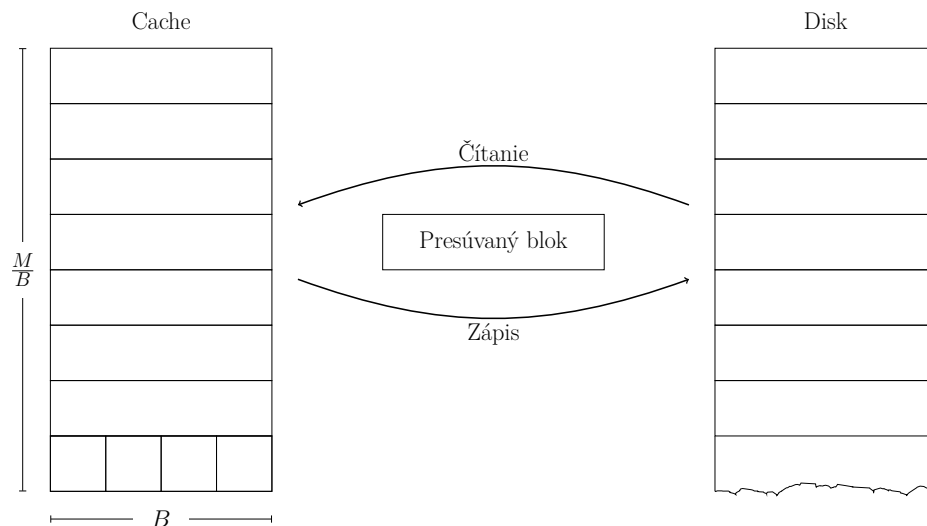 Cache
Disk
Čítanie
Presúvaný blok
M
B
Zápis
B